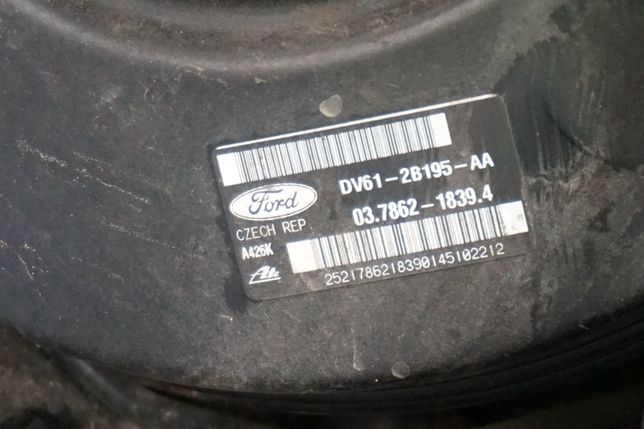 DV61-2B195-AA
Ford
03.7862-1839.4
CZECH REP
A426K
Ate
2521786218390145102212